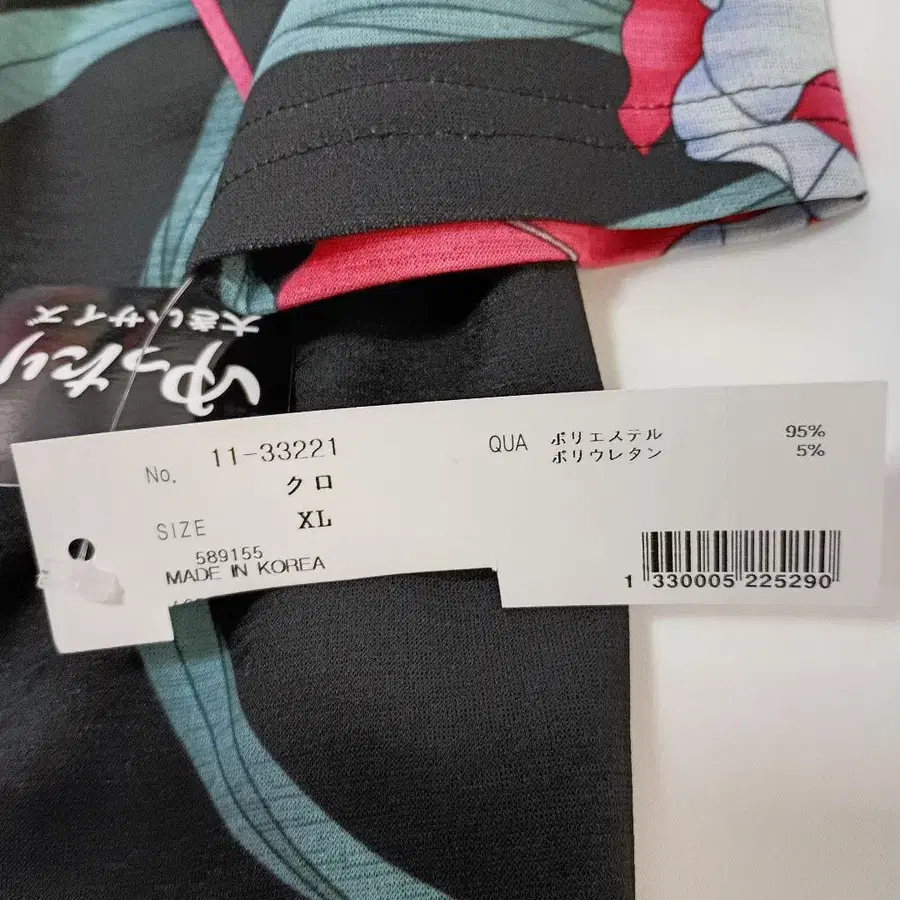 ゆったり
大きいサイズ
No. 11-33221
クロ
SIZE XL
589155
MADE IN KOREA
QUA ポリエステル 95%
ポリウレタン 5%
1 330005 225290